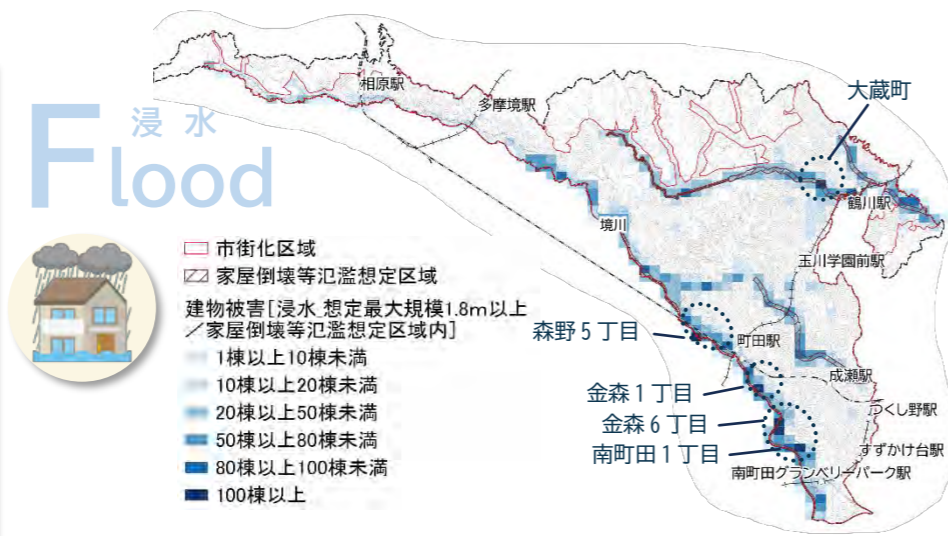 浸水
Flood
市街化区域
家屋倒壊等氾濫想定区域
建物被害[浸水_想定最大規模1.8m以上
／家屋倒壊等氾濫想定区域内]
1棟以上10棟未満
10棟以上20棟未満
20棟以上50棟未満
50棟以上80棟未満
80棟以上100棟未満
100棟以上
相原駅
多摩境駅
大蔵町
鶴川駅
境川
玉川学園前駅
森野5丁目
町田駅
成瀬駅
金森1丁目
つくし野駅
金森6丁目
すずかけ台駅
南町田1丁目
南町田グランベリーパーク駅